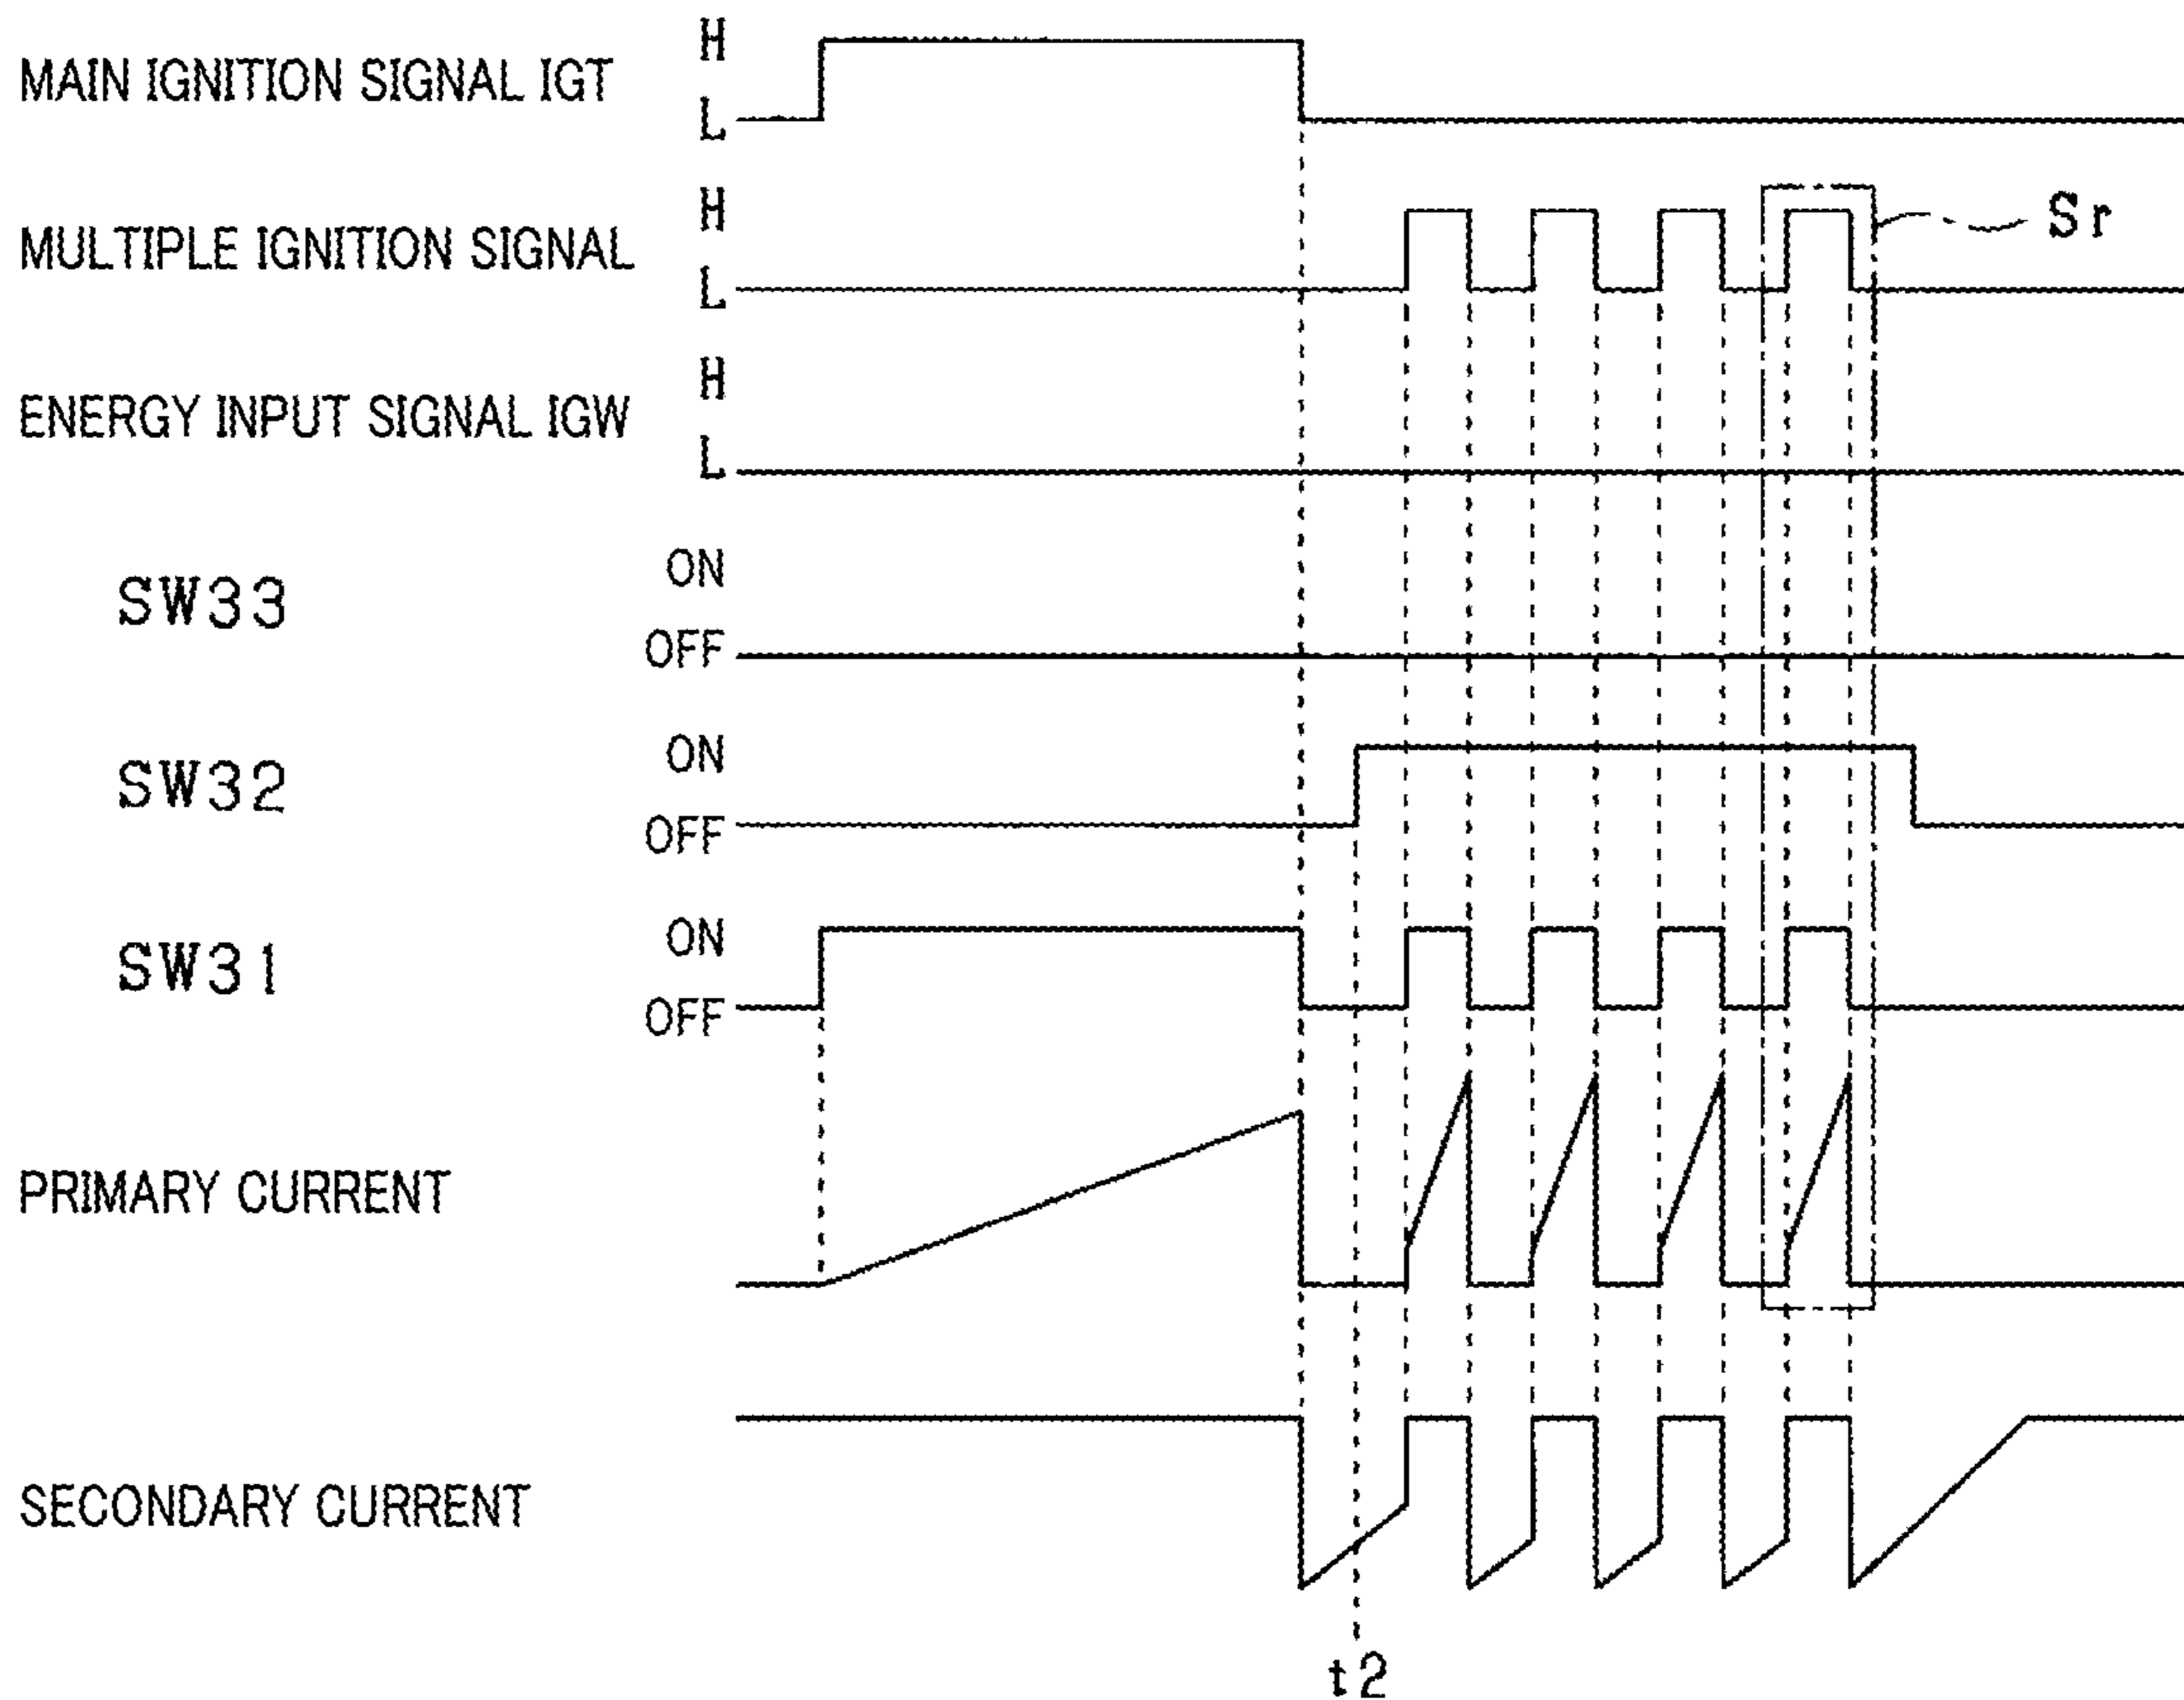 MAIN IGNITION SIGNAL IGT
H
L
MULTIPLE IGNITION SIGNAL
H
L
Sr
ENERGY INPUT SIGNAL IGW
H
L
SW33
ON
OFF
SW32
ON
OFF
SW31
ON
OFF
PRIMARY CURRENT
SECONDARY CURRENT
t2